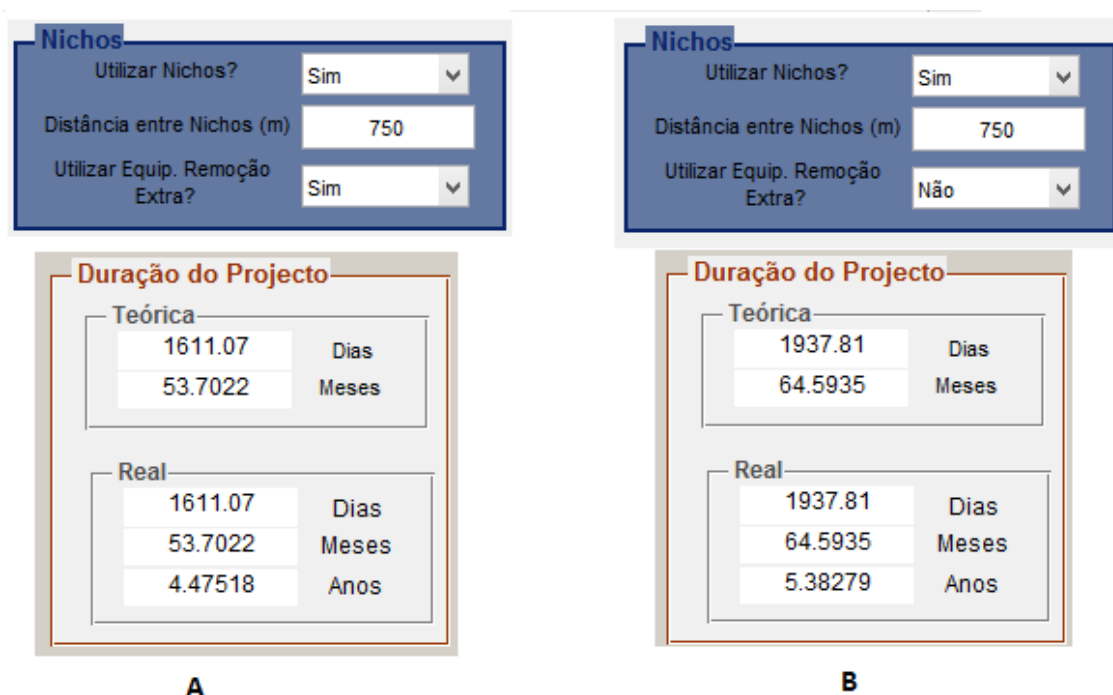 Nichos
Utilizar Nichos?
Sim
Distância entre Nichos (m)
750
Utilizar Equip. Remoção
Extra?
Sim
Duração do Projecto
Teórica
1611.07 Dias
53.7022 Meses
Real
1611.07 Dias
53.7022 Meses
4.47518 Anos
A
Nichos
Utilizar Nichos?
Sim
Distância entre Nichos (m)
750
Utilizar Equip. Remoção
Extra?
Não
Duração do Projecto
Teórica
1937.81 Dias
64.5935 Meses
Real
1937.81 Dias
64.5935 Meses
5.38279 Anos
B